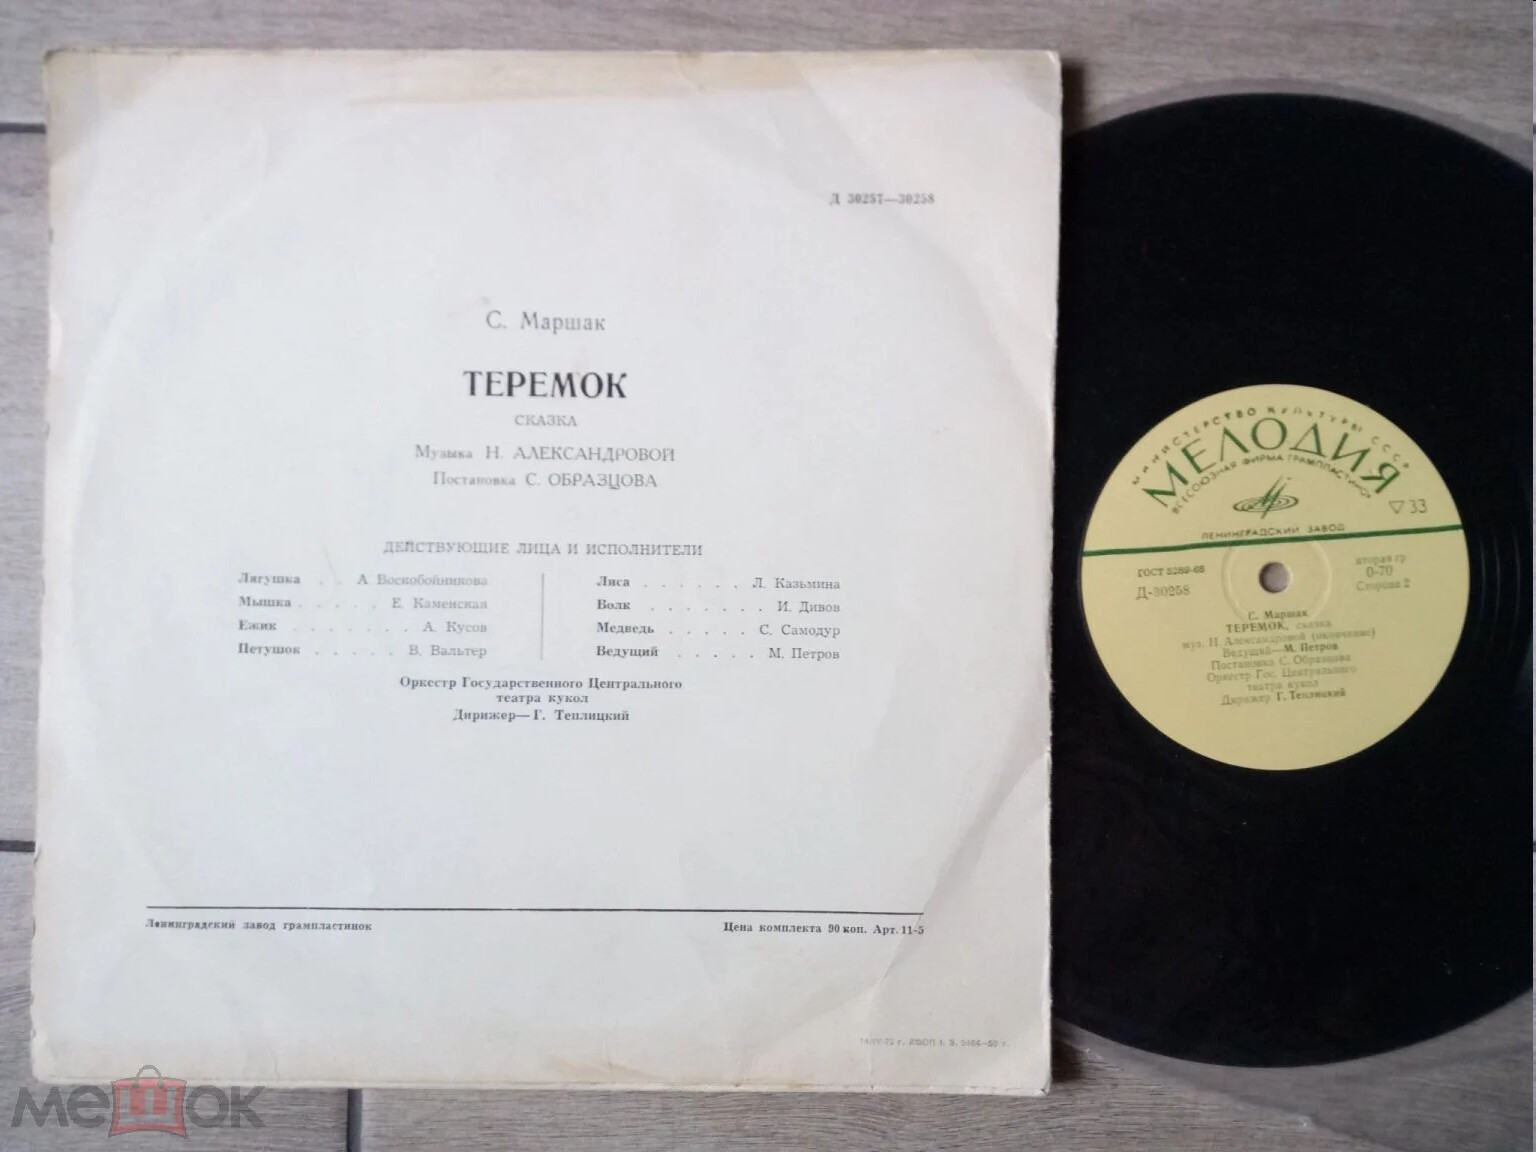 Д 30257—30258
С. Маршак
ТЕРЕМОК
СКАЗКА
Музыка Н. АЛЕКСАНДРОВОЙ
Постановка С. ОБРАЗЦОВА
ДЕЙСТВУЮЩИЕ ЛИЦА И ИСПОЛНИТЕЛИ
Лягушка . . А. Воскобойникова
Мышка . . . . . Е. Каменская
Ежик . . . . . . . А. Кусов
Петушок . . . . . В. Вальтер
Лиса . . . . . . Л. Казьмина
Волк . . . . . . . И. Дивов
Медведь . . . . . С. Самодур
Ведущий . . . . . М. Петров
Оркестр Государственного Центрального
театра кукол
Дирижер—Г. Теплицкий
Ленинградский завод грампластинок
Цена комплекта 90 коп. Арт. 11-5
МИНИСТЕРСТВО КУЛЬТУРЫ СССР
МЕЛОДИЯ
ВСЕСОЮЗНАЯ ФИРМА ГРАМПЛАСТИНОК
33
ЛЕНИНГРАДСКИЙ ЗАВОД
ГОСТ 5289-68
Д-30258
вторая гр
0-70
Сторона 2
С. Маршак
ТЕРЕМОК, сказка
муз. Н Александровой (окончание)
Ведущий—М. Петров
Постановка С. Образцова
Оркестр Гос. Центрального
театра кукол
Дирижер Г. Теплицкий
мешок